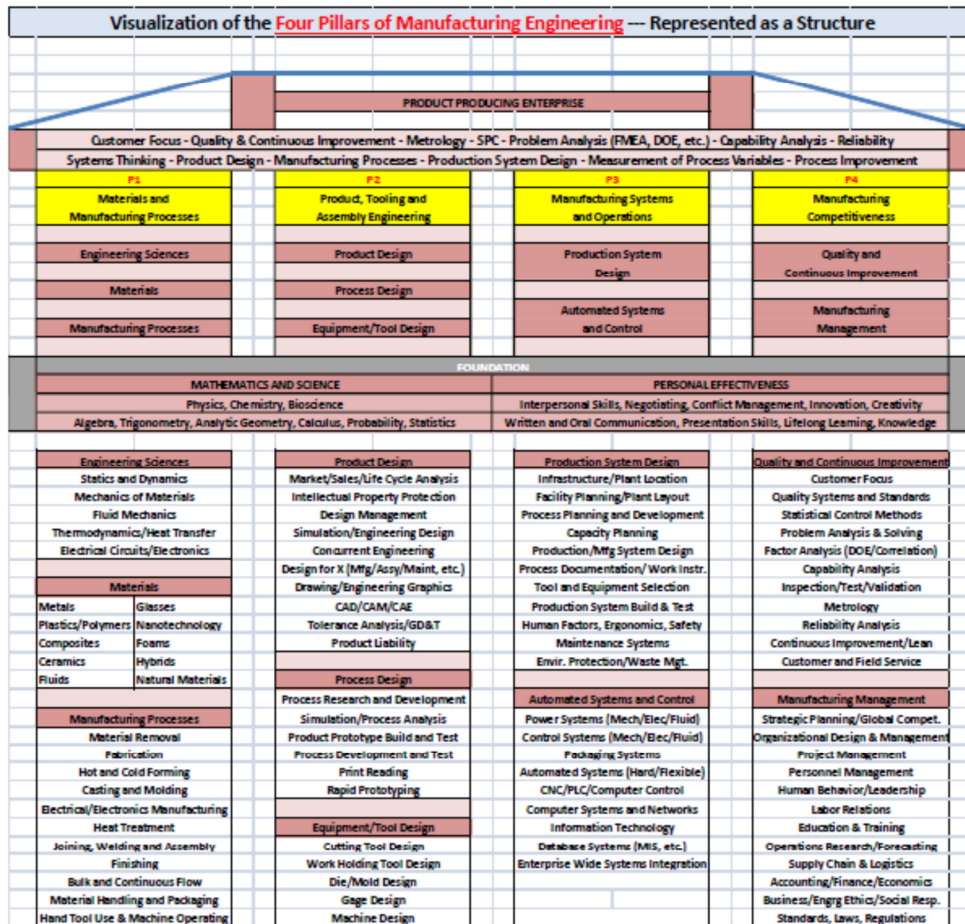 Visualization of the Four Pillars of Manufacturing Engineering --- Represented as a Structure
PRODUCT PRODUCING ENTERPRISE
Customer Focus - Quality & Continuous Improvement - Metrology - SPC - Problem Analysis (FMEA, DOE, etc.) - Capability Analysis - Reliability
Systems Thinking - Product Design - Manufacturing Processes - Production System Design - Measurement of Process Variables - Process Improvement
P1
Materials and
Manufacturing Processes
Engineering Sciences
Materials
Manufacturing Processes
P2
Product, Tooling and
Assembly Engineering
Product Design
Process Design
Equipment/Tool Design
P3
Manufacturing Systems
and Operations
Production System
Design
Automated Systems
and Control
P4
Manufacturing
Competitiveness
Quality and
Continuous Improvement
Manufacturing
Management
FOUNDATION
MATHEMATICS AND SCIENCE
Physics, Chemistry, Bioscience
Algebra, Trigonometry, Analytic Geometry, Calculus, Probability, Statistics
PERSONAL EFFECTIVENESS
Interpersonal Skills, Negotiating, Conflict Management, Innovation, Creativity
Written and Oral Communication, Presentation Skills, Lifelong Learning, Knowledge
Engineering Sciences
Statics and Dynamics
Mechanics of Materials
Fluid Mechanics
Thermodynamics/Heat Transfer
Electrical Circuits/Electronics
Materials
Metals Glasses
Plastics/Polymers Nanotechnology
Composites Foams
Ceramics Hybrids
Fluids Natural Materials
Manufacturing Processes
Material Removal
Fabrication
Hot and Cold Forming
Casting and Molding
Electrical/Electronics Manufacturing
Heat Treatment
Joining, Welding and Assembly
Finishing
Bulk and Continuous Flow
Material Handling and Packaging
Hand Tool Use & Machine Operating
Product Design
Market/Sales/Life Cycle Analysis
Intellectual Property Protection
Design Management
Simulation/Engineering Design
Concurrent Engineering
Design for X (Mfg/Assy/Maint, etc.)
Drawing/Engineering Graphics
CAD/CAM/CAE
Tolerance Analysis/GD&T
Product Liability
Process Design
Process Research and Development
Simulation/Process Analysis
Product Prototype Build and Test
Process Development and Test
Print Reading
Rapid Prototyping
Equipment/Tool Design
Cutting Tool Design
Work Holding Tool Design
Die/Mold Design
Gage Design
Machine Design
Production System Design
Infrastructure/Plant Location
Facility Planning/Plant Layout
Process Planning and Development
Capacity Planning
Production/Mfg System Design
Process Documentation/ Work Instr.
Tool and Equipment Selection
Production System Build & Test
Human Factors, Ergonomics, Safety
Maintenance Systems
Envir. Protection/Waste Mgt.
Automated Systems and Control
Power Systems (Mech/Elec/Fluid)
Control Systems (Mech/Elec/Fluid)
Packaging Systems
Automated Systems (Hard/Flexible)
CNC/PLC/Computer Control
Computer Systems and Networks
Information Technology
Database Systems (MIS, etc.)
Enterprise Wide Systems Integration
Quality and Continuous Improvement
Customer Focus
Quality Systems and Standards
Statistical Control Methods
Problem Analysis & Solving
Factor Analysis (DOE/Correlation)
Capability Analysis
Inspection/Test/Validation
Metrology
Reliability Analysis
Continuous Improvement/Lean
Customer and Field Service
Manufacturing Management
Strategic Planning/Global Compet.
Organizational Design & Management
Project Management
Personnel Management
Human Behavior/Leadership
Labor Relations
Education & Training
Operations Research/Forecasting
Supply Chain & Logistics
Accounting/Finance/Economics
Business/Engrg Ethics/Social Resp.
Standards, Laws, Regulations